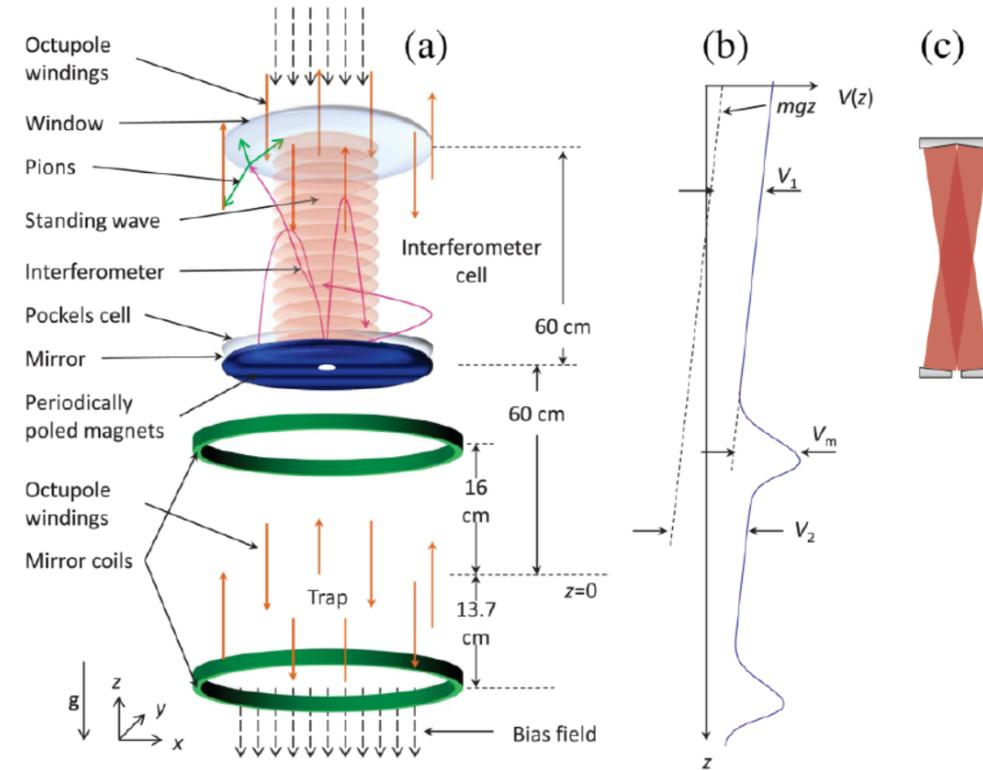 (a)
(b)
(c)
Octupole
windings
Window
Pions
Standing wave
Interferometer
Pockels cell
Mirror
Periodically
poled magnets
Octupole
windings
Mirror coils
Interferometer
cell
60 cm
60 cm
16
cm
Trap
z=0
13.7
cm
Bias field
g
z
y
x
V(z)
mgz
V1
Vm
V2
z